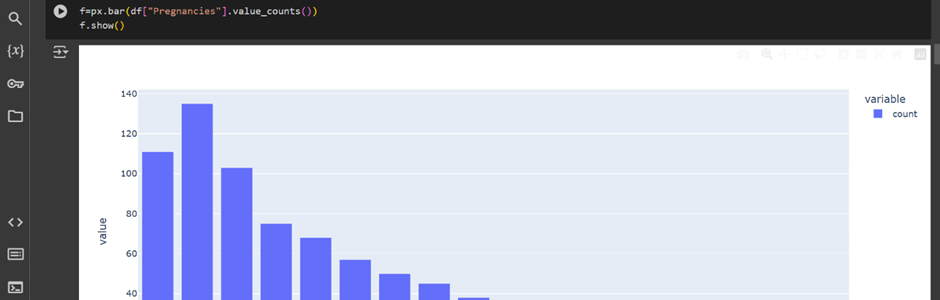 f=px.bar(df["Pregnancies"].value_counts())
f.show()
{x}
<>
140
120
100
80
60
40
value
variable
count